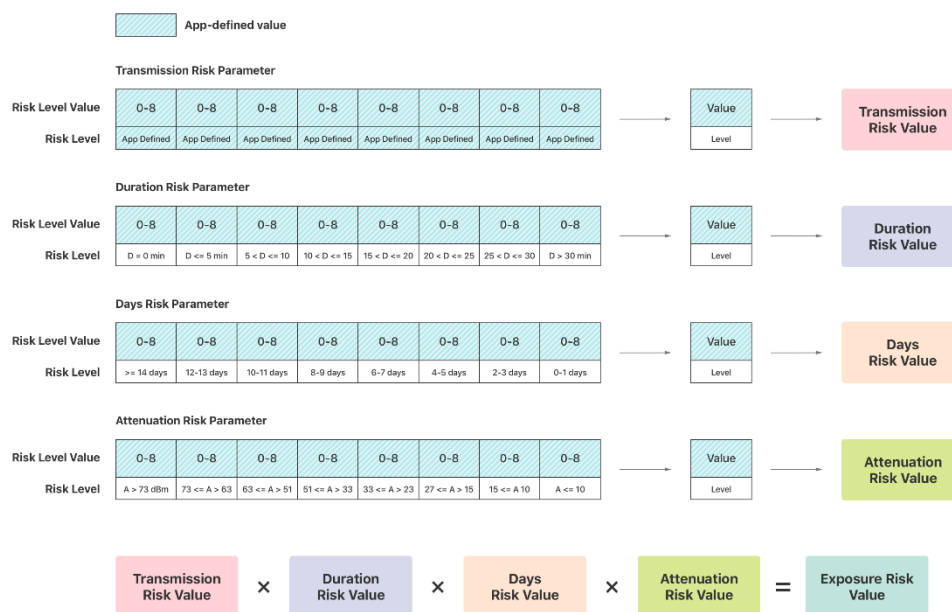 App-defined value
Transmission Risk Parameter
Risk Level Value 0-8 0-8 0-8 0-8 0-8 0-8 0-8 0-8 Value
Risk Level App Defined App Defined App Defined App Defined App Defined App Defined App Defined App Defined Level
Transmission
Risk Value
Duration Risk Parameter
Risk Level Value 0-8 0-8 0-8 0-8 0-8 0-8 0-8 0-8 Value
Risk Level D = 0 min D <= 5 min 5 < D <= 10 10 < D <= 15 15 < D <= 20 20 < D <= 25 25 < D <= 30 D > 30 min Level
Duration
Risk Value
Days Risk Parameter
Risk Level Value 0-8 0-8 0-8 0-8 0-8 0-8 0-8 0-8 Value
Risk Level >= 14 days 12-13 days 10-11 days 8-9 days 6-7 days 4-5 days 2-3 days 0-1 days Level
Days
Risk Value
Attenuation Risk Parameter
Risk Level Value 0-8 0-8 0-8 0-8 0-8 0-8 0-8 0-8 Value
Risk Level A > 73 dBm 73 <= A > 63 63 <= A > 51 51 <= A > 33 33 <= A > 23 27 <= A > 15 15 <= A 10 A <= 10 Level
Attenuation
Risk Value
Transmission
Risk Value
×
Duration
Risk Value
×
Days
Risk Value
×
Attenuation
Risk Value
=
Exposure Risk
Value